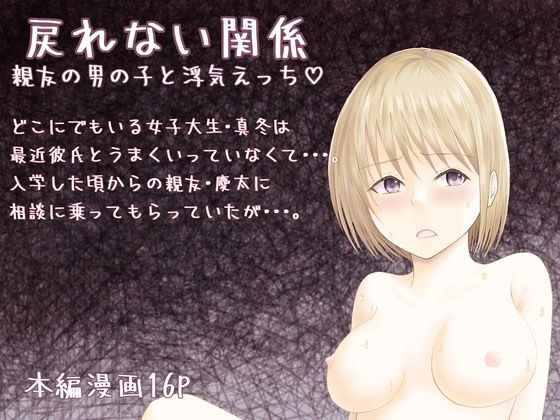 戻れない関係
親友の男の子と浮気えっち♡
どこにでもいる女子大生・真冬は
最近彼氏とうまくいっていなくて・・・。
入学した頃からの親友・慶太に
相談に乗ってもらっていたが・・・。
本編漫画16P